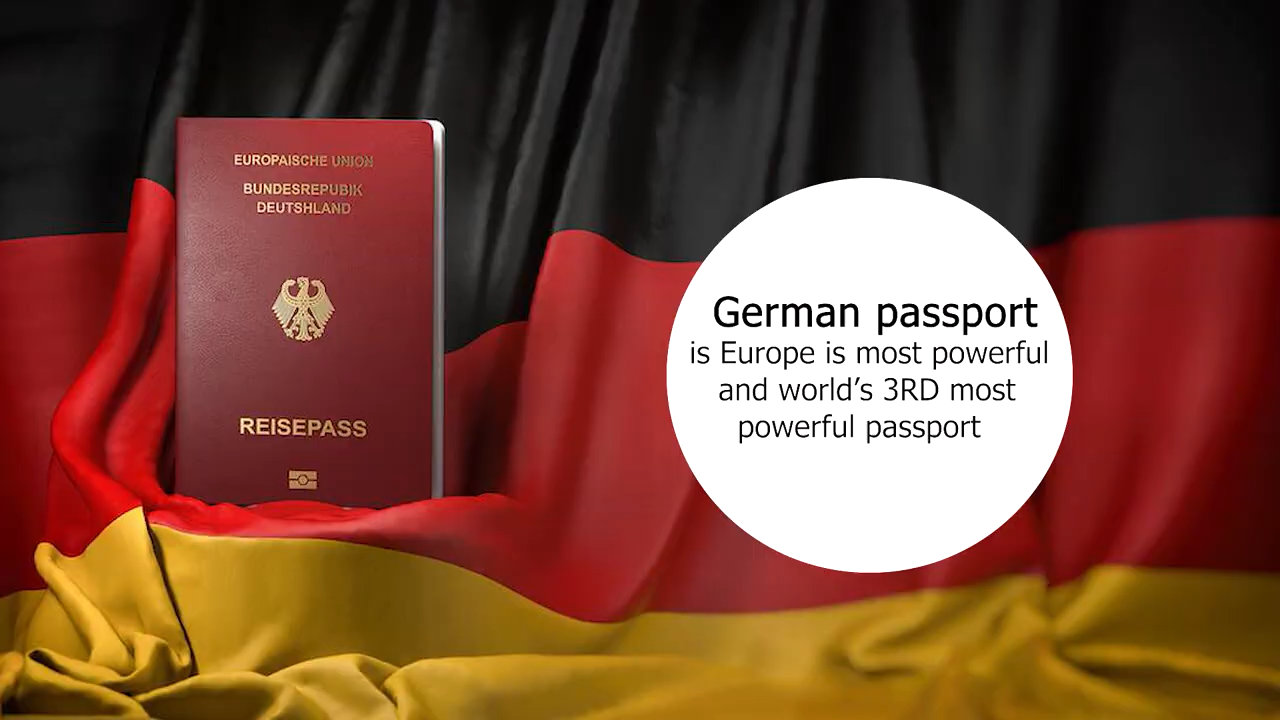 EUROPAISCHE UNION
BUNDESREPUBIK
DEUTSHLAND
REISEPASS
German passport
is Europe is most powerful
and world’s 3RD most
powerful passport